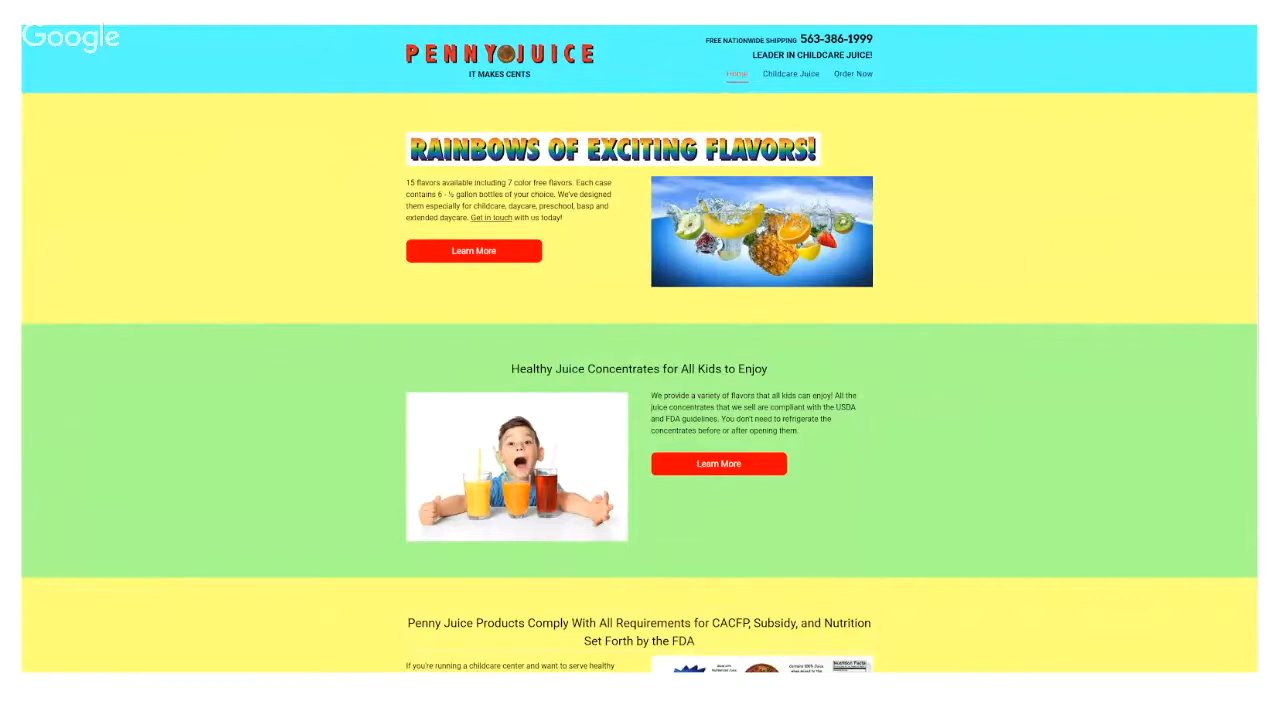 Google
PENNY JUICE
IT MAKES CENTS
FREE NATIONWIDE SHIPPING 563-386-1999
LEADER IN CHILDCARE JUICE!
Home Childcare Juice Order Now
RAINBOWS OF EXCITING FLAVORS!
15 flavors available including 7 color free flavors. Each case
contains 6 - ½ gallon bottles of your choice. We've designed
them especially for childcare, daycare, preschool, basp and
extended daycare. Get in touch with us today!
Learn More
Healthy Juice Concentrates for All Kids to Enjoy
We provide a variety of flavors that all kids can enjoy! All the
juice concentrates that we sell are compliant with the USDA
and FDA guidelines. You don't need to refrigerate the
concentrates before or after opening them.
Learn More
Penny Juice Products Comply With All Requirements for CACFP, Subsidy, and Nutrition
Set Forth by the FDA
If you're running a childcare center and want to serve healthy
Nutrition Facts